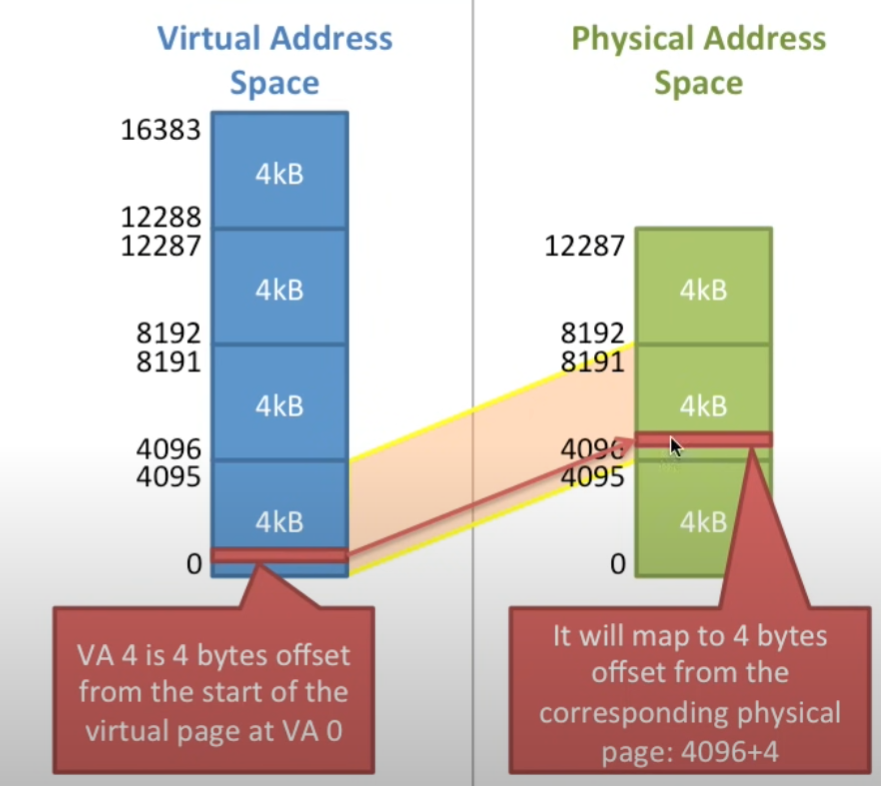 Virtual Address
Space
Physical Address
Space
16383
4kB
12288
12287
4kB
8192
8191
4kB
4096
4095
4kB
0
12287
4kB
8192
8191
4kB
4096
4095
4kB
0
VA 4 is 4 bytes offset
from the start of the
virtual page at VA 0
It will map to 4 bytes
offset from the
corresponding physical
page: 4096+4